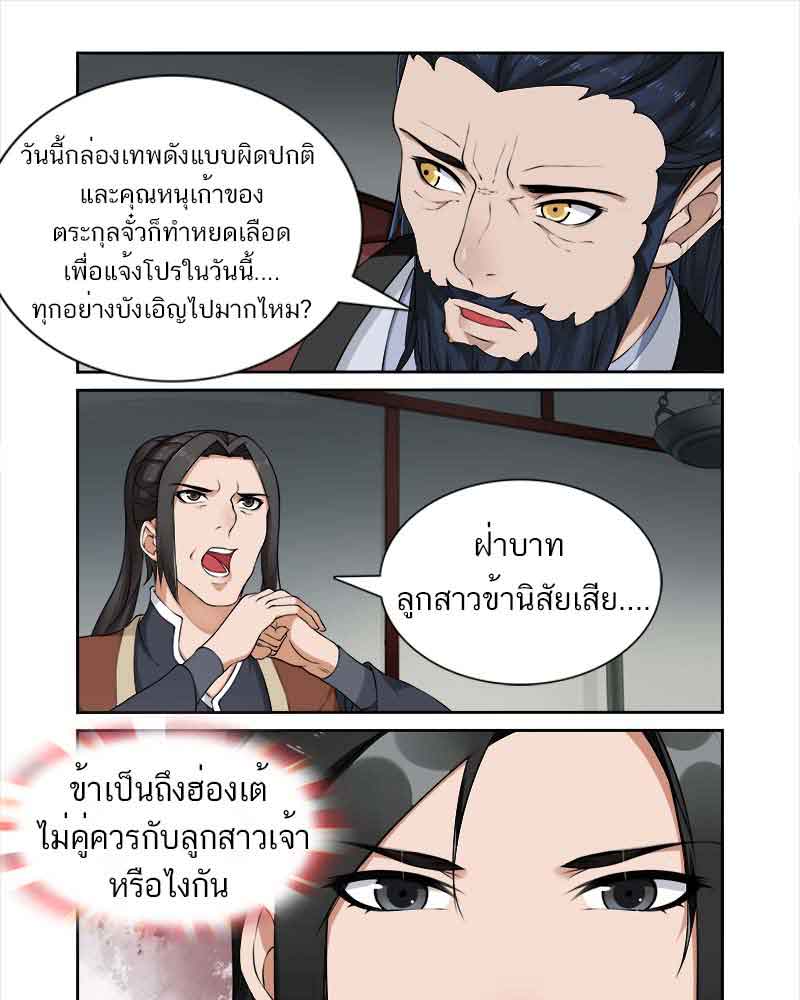 วันนี้กล่องเทพดังแบบผิดปกติ
และคุณหนุเก้าของ
ตระกุลจั๋วก็ทำหยดเลือด
เพื่อแจ้งโปรในวันนี้....
ทุกอย่างบังเอิญไปมากไหม?
ฝ่าบาท
ลูกสาวข้านิสัยเสีย....
ข้าเป็นถึงฮ่องเต้
ไม่คู่ควรกับลูกสาวเจ้า
หรือไงกัน